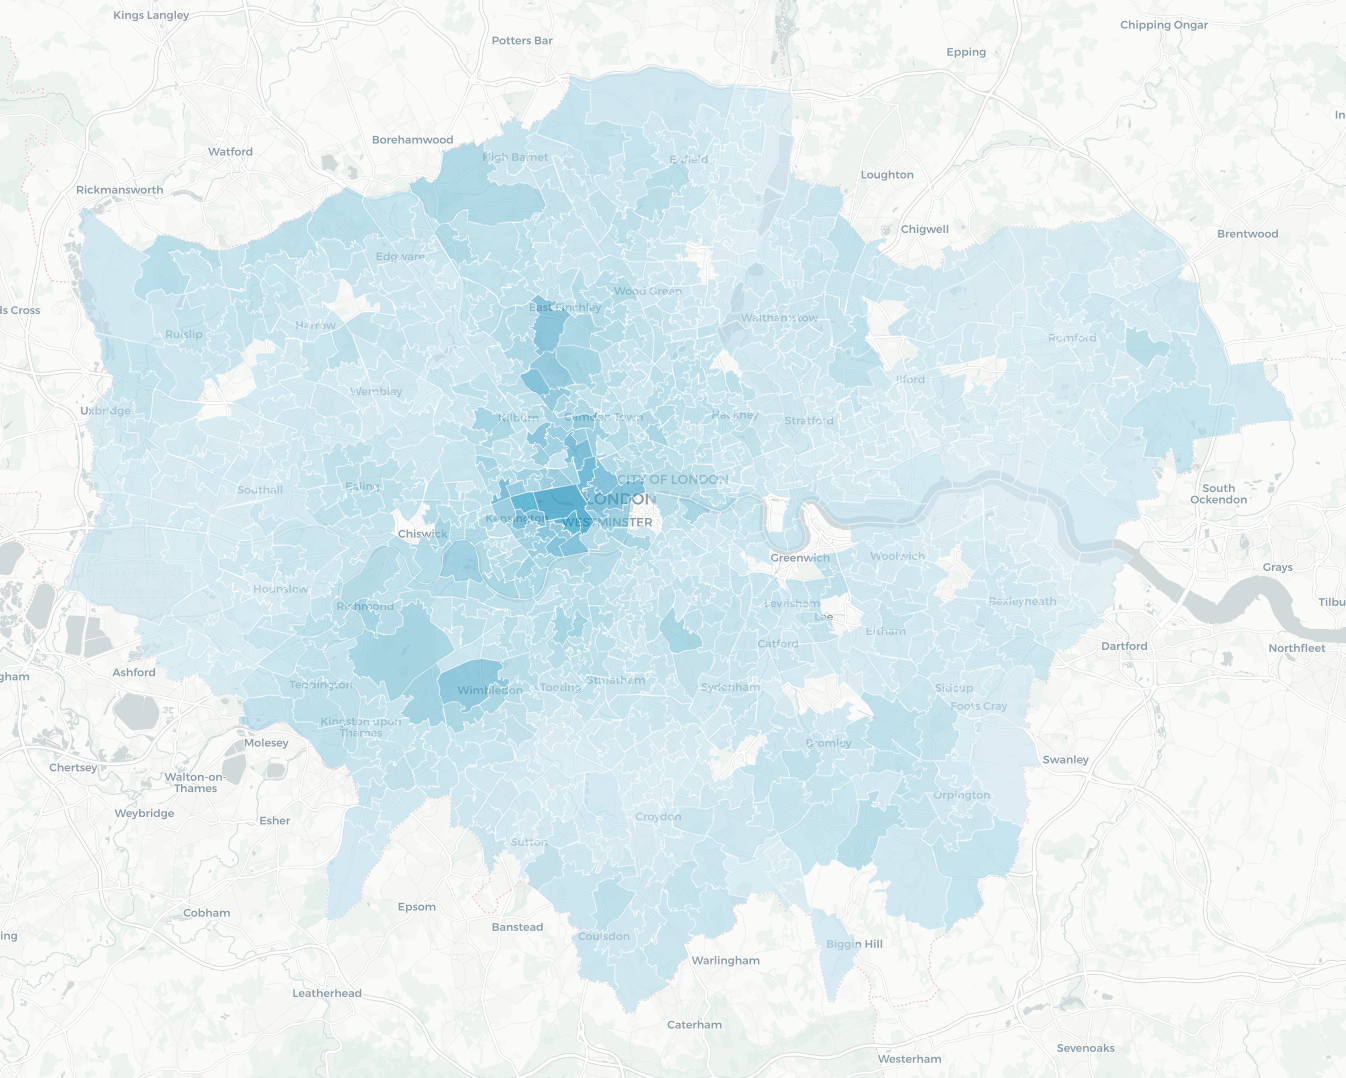 Kings Langley
Chipping Ongar
Potters Bar
Epping
In
Borehamwood
Watford
High Barnet
Enfield
Loughton
Rickmansworth
Chigwell
Brentwood
Edgware
Wood Green
ls Cross
East Finchley
Walthamstow
Harrow
Ruislip
Romford
Ilford
Wembley
Uxbridge
Kilburn
Camden Town
Hackney
Stratford
CITY OF LONDON
Southall
Ealing
LONDON
South
Ockendon
Kensington
WESTMINSTER
Chiswick
Greenwich
Woolwich
Grays
Hounslow
Richmond
Lewisham
Bexleyheath
Tilbu
Lee
Eltham
Catford
Dartford
Northfleet
gham
Ashford
Teddington
Wimbledon
Tooting
Streatham
Sydenham
Sidcup
Foots Cray
Kingston upon
Thames
Molesey
Bromley
Chertsey
Swanley
Walton-on-
Thames
Weybridge
Esher
Orpington
Croydon
Sutton
Cobham
Epsom
Banstead
ing
Coulsdon
Biggin Hill
Warlingham
Leatherhead
Caterham
Sevenoaks
Westerham